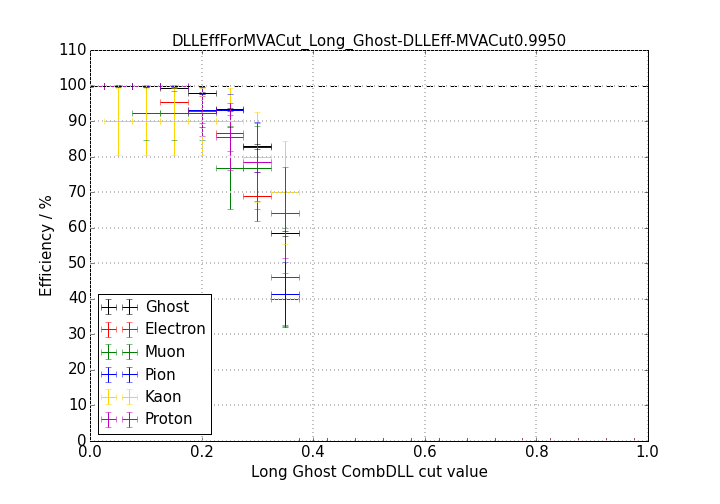 DLLEffForMVACut_Long_Ghost-DLLEff-MVACut0.9950
110
100
90
80
70
60
50
40
30
20
10
0
Efficiency / %
Ghost
Electron
Muon
Pion
Kaon
Proton
0.0 0.2 0.4 0.6 0.8 1.0
Long Ghost CombDLL cut value